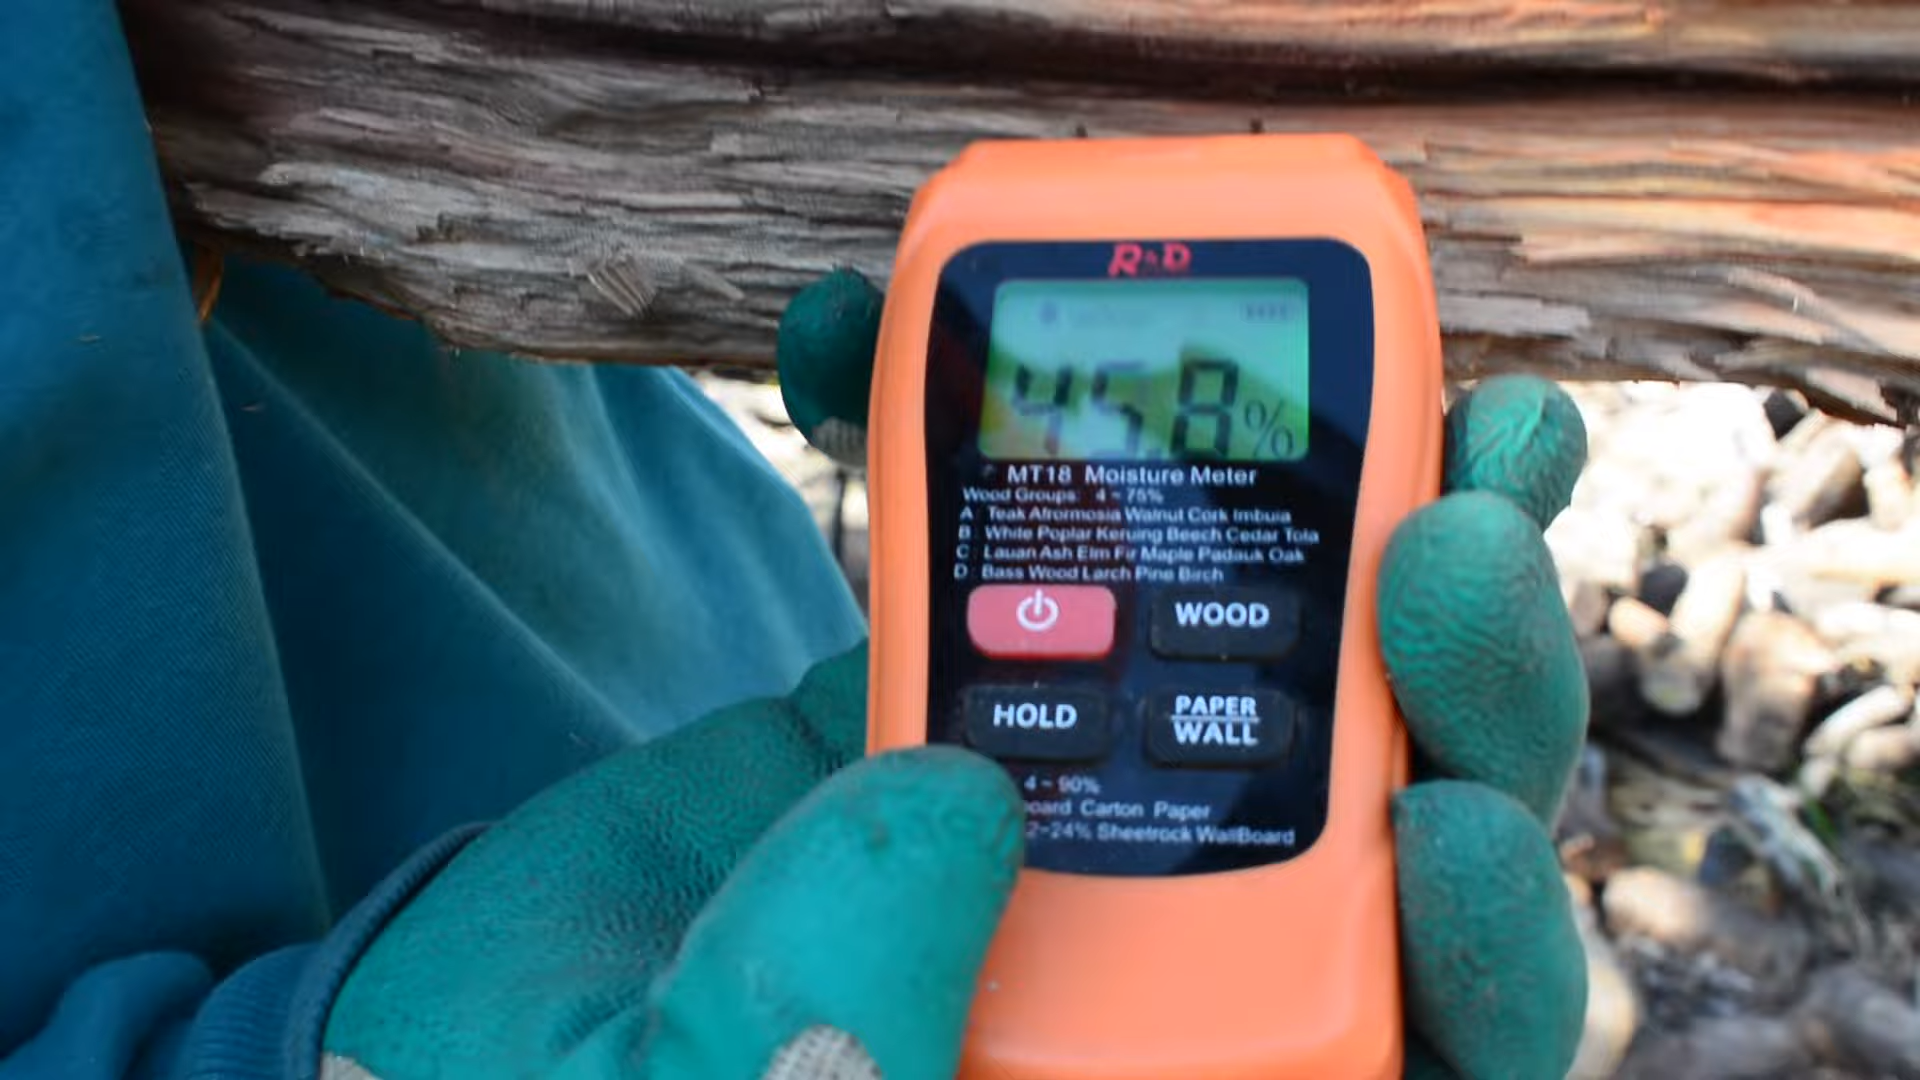 R&D
45.8%
MT18 Moisture Meter
Wood Groups: 4~75%
A : Teak Afrormosia Walnut Cork Imbuia
B : White Poplar Keruing Beech Cedar Tola
C : Lauan Ash Elm Fir Maple Padauk Oak
D : Bass Wood Larch Pine Birch
WOOD
HOLD
PAPER
WALL
4~90%
Carton Paper
2~24% Sheetrock WallBoard